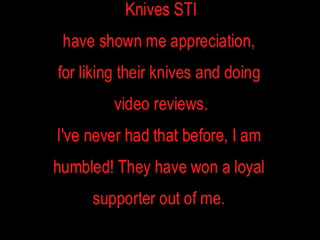 Knives STI
have shown me appreciation,
for liking their knives and doing
video reviews.
I've never had that before, I am
humbled! They have won a loyal
supporter out of me.